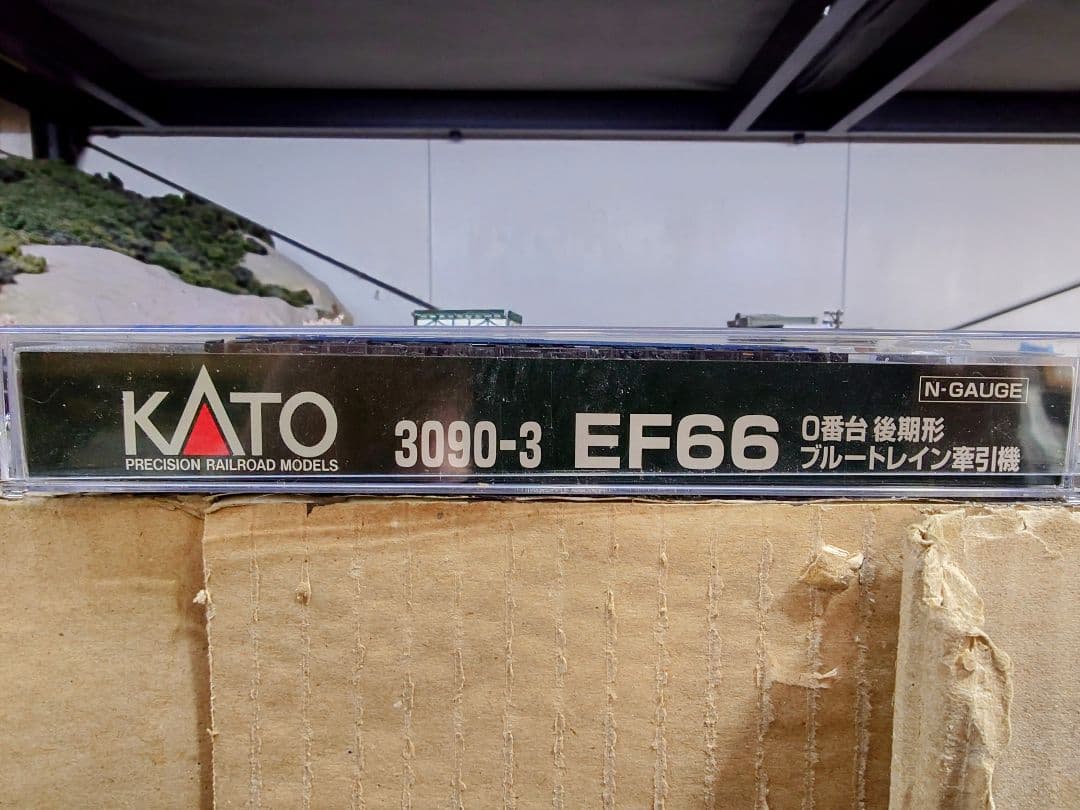 KATO
PRECISION RAILROAD MODELS
3090-3 EF66
N-GAUGE
0番台 後期形
ブルートレイン牽引機